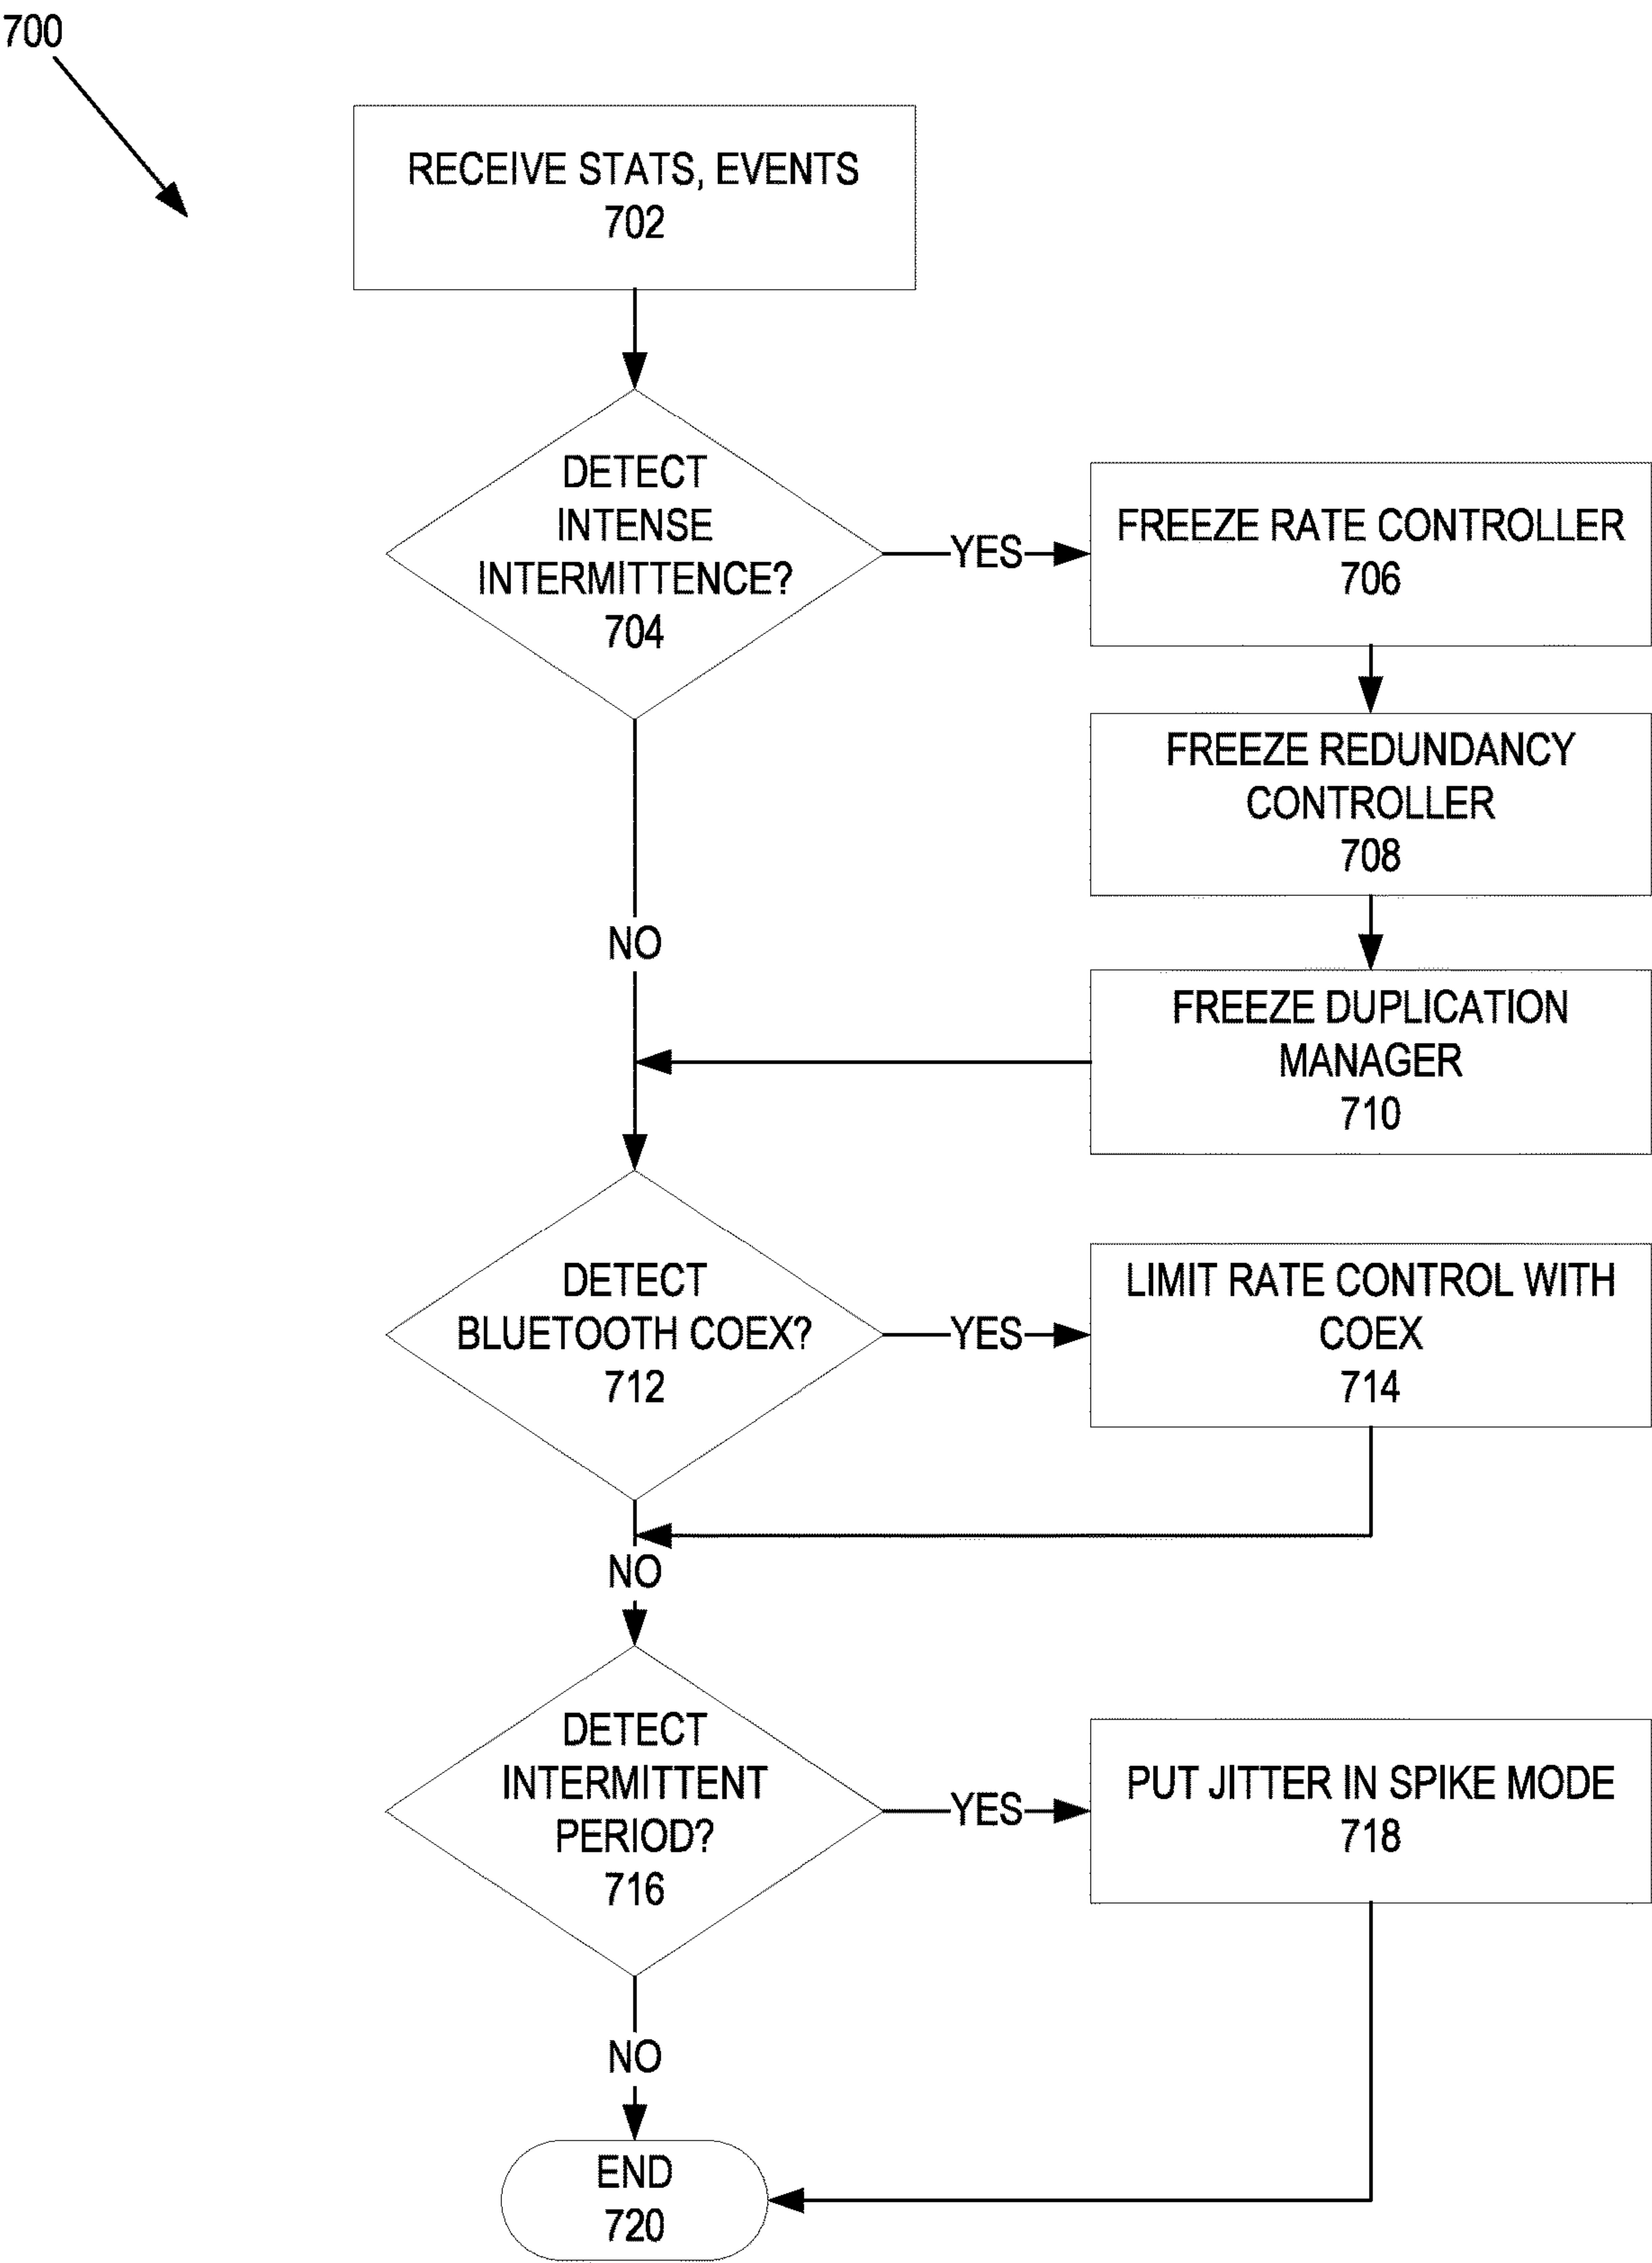 700
RECEIVE STATS, EVENTS
702
DETECT
INTENSE
INTERMITTENCE?
704
YES
FREEZE RATE CONTROLLER
706
FREEZE REDUNDANCY
CONTROLLER
708
NO
FREEZE DUPLICATION
MANAGER
710
DETECT
BLUETOOTH COEX?
712
YES
LIMIT RATE CONTROL WITH
COEX
714
NO
DETECT
INTERMITTENT
PERIOD?
716
YES
PUT JITTER IN SPIKE MODE
718
NO
END
720